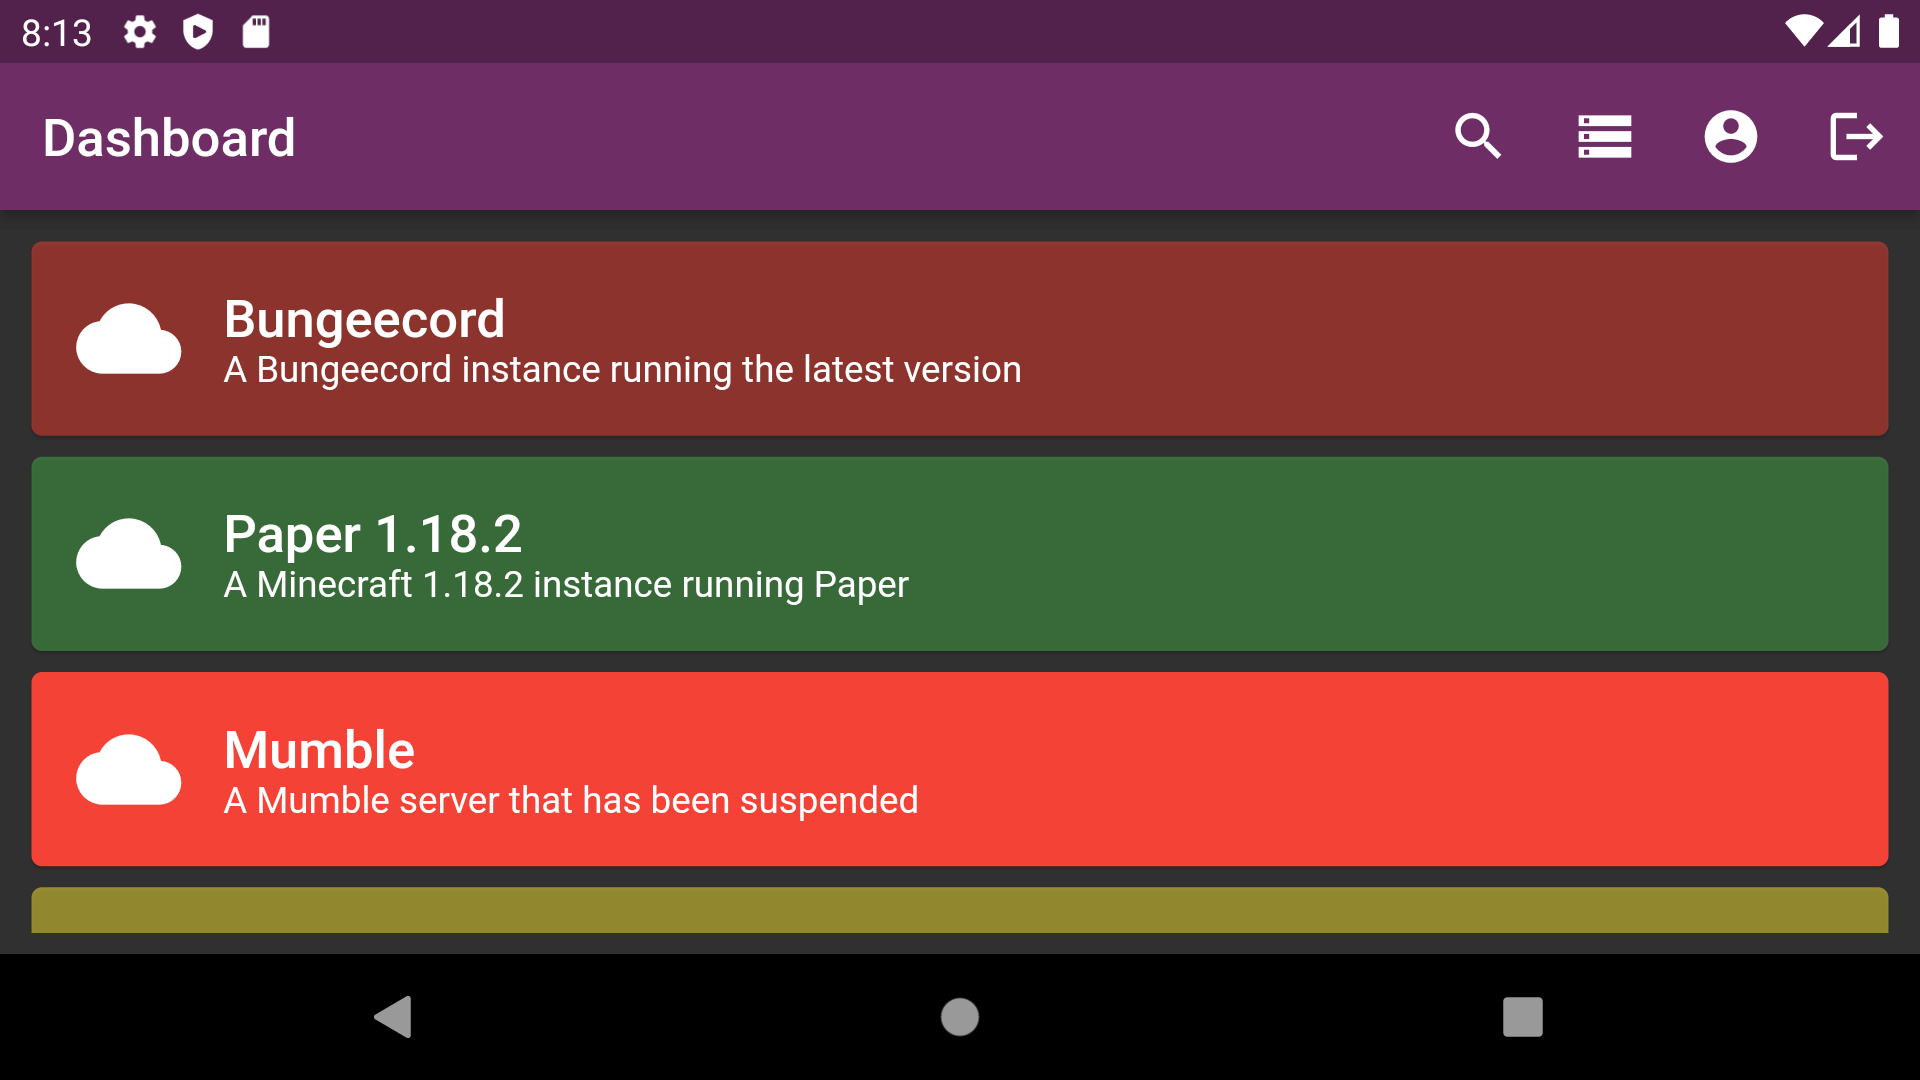 8:13
Dashboard
Bungeecord
A Bungeecord instance running the latest version
Paper 1.18.2
A Minecraft 1.18.2 instance running Paper
Mumble
A Mumble server that has been suspended